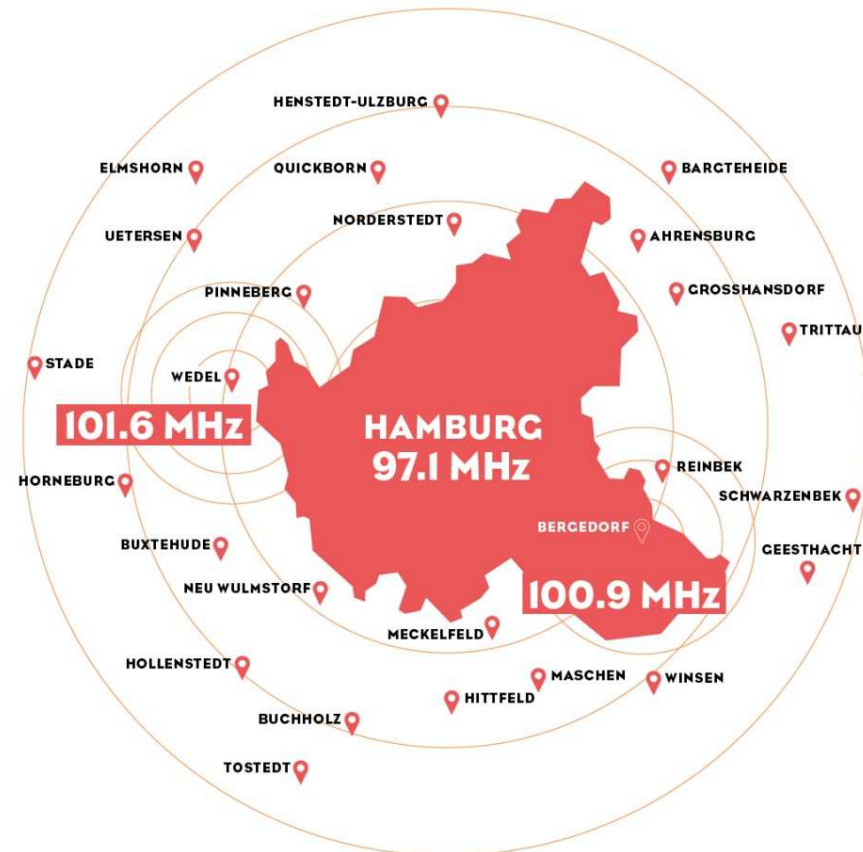 HENSTEDT-ULZBURG
ELMSHORN
QUICKBORN
BARGTEHEIDE
NORDERSTEDT
UETERSEN
AHRENSBURG
PINNEBERG
GROSSHANSDORF
TRITTAU
STADE
WEDEL
101.6 MHz
HAMBURG
97.1 MHz
REINBEK
HORNEBURG
SCHWARZENBEK
BERGEDORF
BUXTEHUDE
GEESTHACHT
NEU WULMSTORF
100.9 MHz
MECKELFELD
HOLLENSTEDT
MASCHEN
WINSEN
HITTFELD
BUCHHOLZ
TOSTEDT